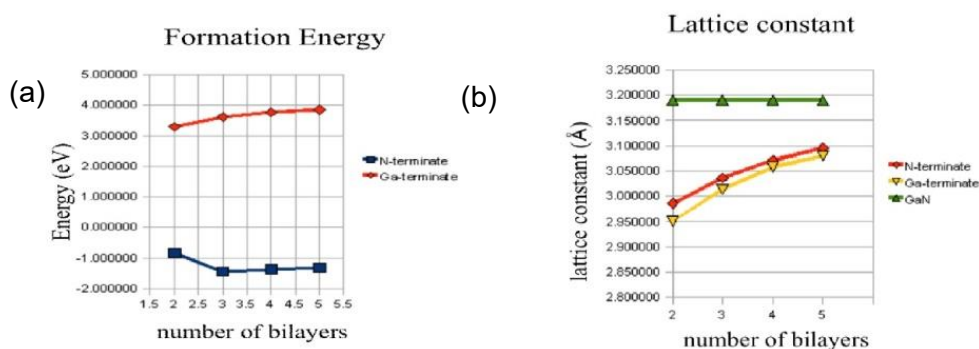 (a)
Formation Energy
Energy (eV)
5.000000
4.000000
3.000000
2.000000
1.000000
0.000000
-1.000000
-2.000000
1.5 2 2.5 3 3.5 4 4.5 5 5.5
number of bilayers
N-terminate
Ga-terminate
(b)
Lattice constant
lattice constant (Å)
3.250000
3.200000
3.150000
3.100000
3.050000
3.000000
2.950000
2.900000
2.850000
2.800000
2 3 4 5
number of bilayers
N-terminate
Ga-terminate
GaN